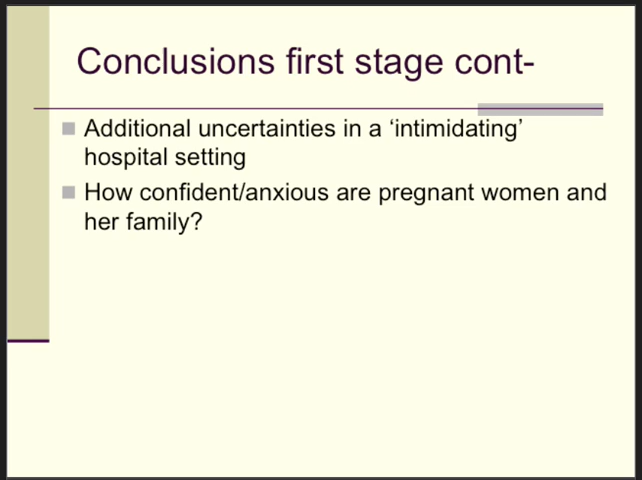 Conclusions first stage cont-
Additional uncertainties in a ‘intimidating’
hospital setting
How confident/anxious are pregnant women and
her family?